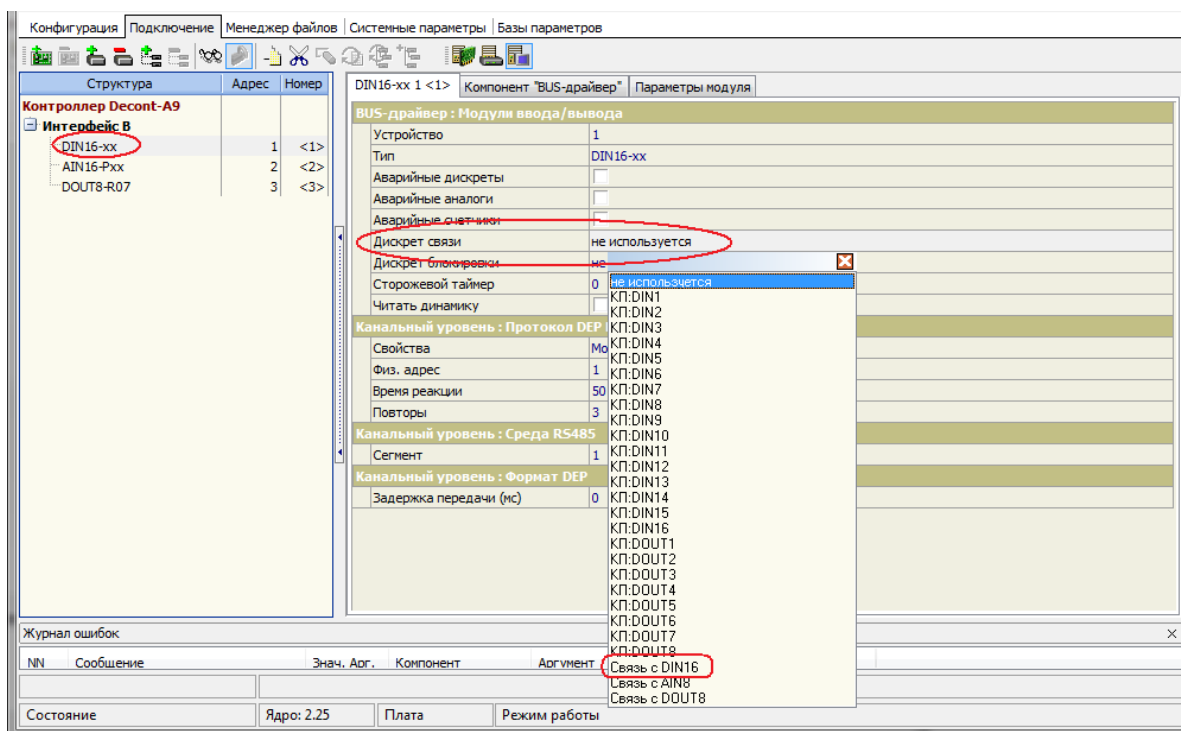 Конфигурация Подключение Менеджер файлов Системные параметры Базы параметров
Структура Адрес Номер
Контроллер Decont-A9
Интерфейс B
DIN16-xx 1 <1>
AIN16-Pxx 2 <2>
DOUT8-R07 3 <3>
DIN16-xx 1 <1> Компонент "BUS-драйвер" Параметры модуля
BUS-драйвер : Модули ввода/вывода
Устройство 1
Тип DIN16-xx
Аварийные дискреты
Аварийные аналоги
Аварийные счетчики
Дискрет связи не используется
Дискрет блокировки не
Сторожевой таймер 0
Читать динамику
Канальный уровень : Протокол DEP
Свойства Мо
Физ. адрес 1
Время реакции 50
Повторы 3
Канальный уровень : Среда RS485
Сегмент 1
Канальный уровень : Формат DEP
Задержка передачи (мс) 0
не используется
КП:DIN1
КП:DIN2
КП:DIN3
КП:DIN4
КП:DIN5
КП:DIN6
КП:DIN7
КП:DIN8
КП:DIN9
КП:DIN10
КП:DIN11
КП:DIN12
КП:DIN13
КП:DIN14
КП:DIN15
КП:DIN16
КП:DOUT1
КП:DOUT2
КП:DOUT3
КП:DOUT4
КП:DOUT5
КП:DOUT6
КП:DOUT7
КП:DOUT8
Связь с DIN16
Связь с AIN8
Связь с DOUT8
Журнал ошибок
NN Сообщение Знач. Арг. Компонент Аргумент
Состояние Ядро: 2.25 Плата Режим работы